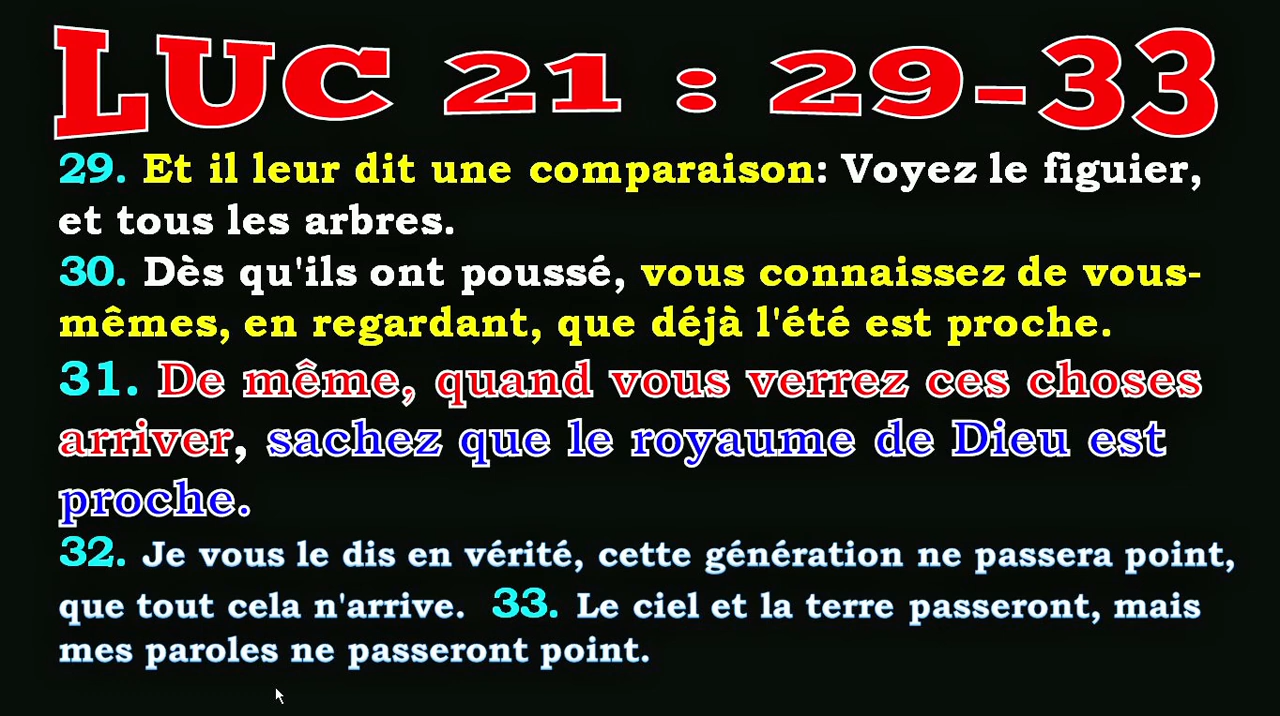 LUC 21 : 29-33
29. Et il leur dit une comparaison: Voyez le figuier,
et tous les arbres.
30. Dès qu'ils ont poussé, vous connaissez de vous-
mêmes, en regardant, que déjà l'été est proche.
31. De même, quand vous verrez ces choses
arriver, sachez que le royaume de Dieu est
proche.
32. Je vous le dis en vérité, cette génération ne passera point,
que tout cela n'arrive. 33. Le ciel et la terre passeront, mais
mes paroles ne passeront point.